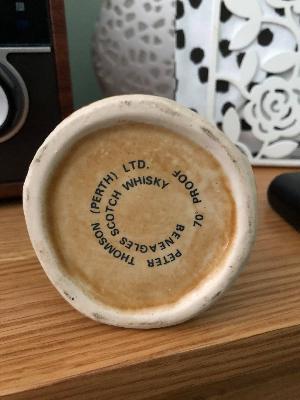 PETER THOMSON (PERTH) LTD.
BENEAGLES SCOTCH WHISKY
70° PROOF